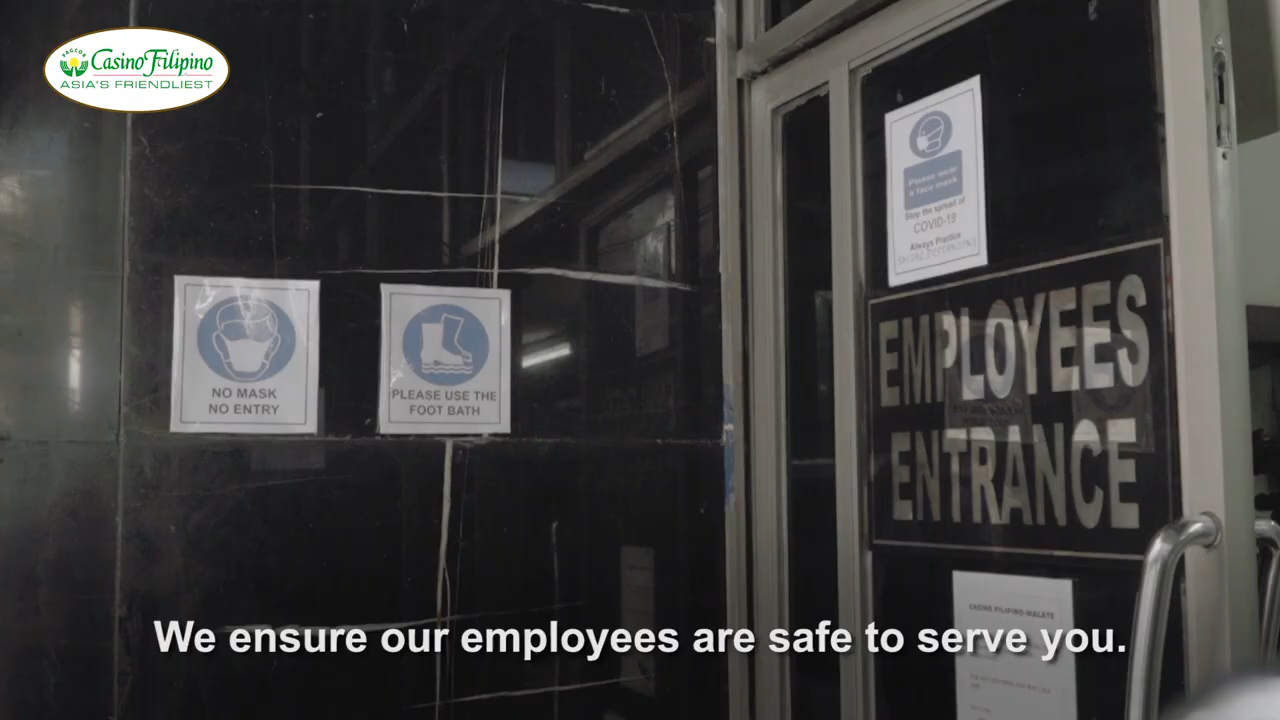 PAGCOR
Casino Filipino
ASIA'S FRIENDLIEST
Please wear
a face mask
Stop the spread of
COVID-19
Always Practice
EMPLOYEES
ENTRANCE
NO MASK
NO ENTRY
PLEASE USE THE
FOOT BATH
CASINO FILIPINO-MALATE
We ensure our employees are safe to serve you.